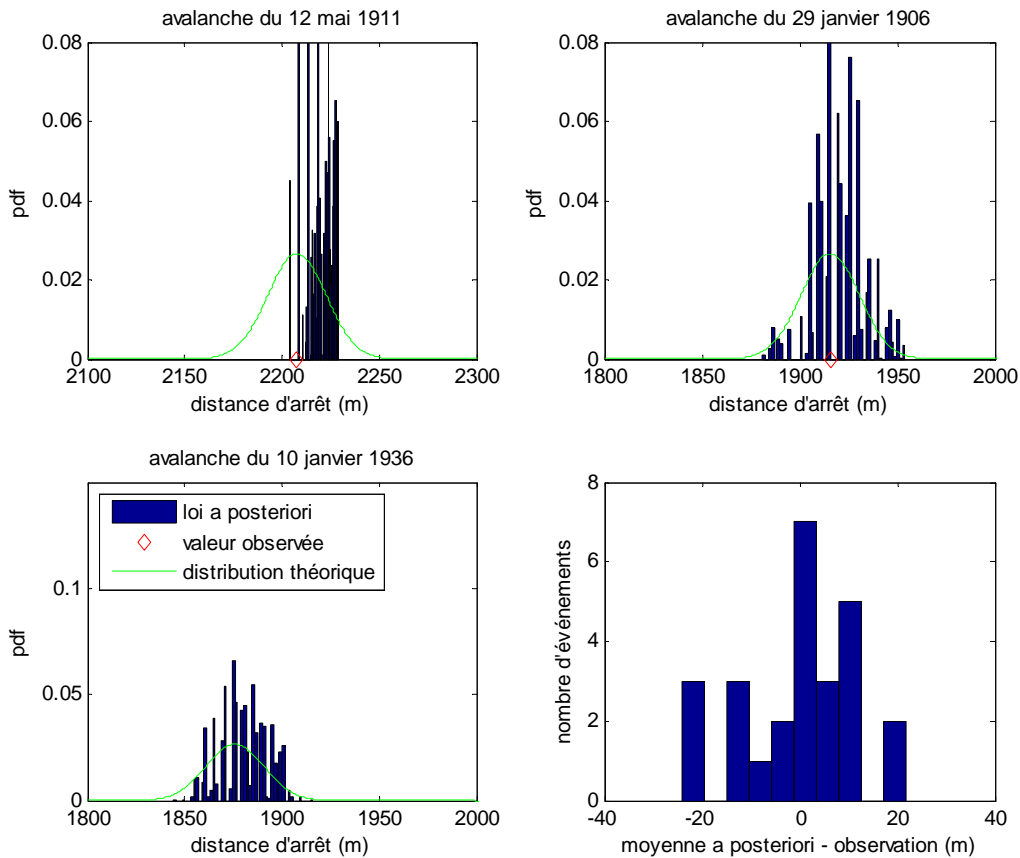 avalanche du 12 mai 1911
0.08
0.06
0.04
0.02
0
pdf
2100 2150 2200 2250 2300
distance d'arrêt (m)
avalanche du 29 janvier 1906
0.08
0.06
0.04
0.02
0
pdf
1800 1850 1900 1950 2000
distance d'arrêt (m)
avalanche du 10 janvier 1936
loi a posteriori
valeur observée
distribution théorique
0.1
0.05
0
pdf
1800 1850 1900 1950 2000
distance d'arrêt (m)
8
6
4
2
0
nombre d'événements
-40 -20 0 20 40
moyenne a posteriori - observation (m)